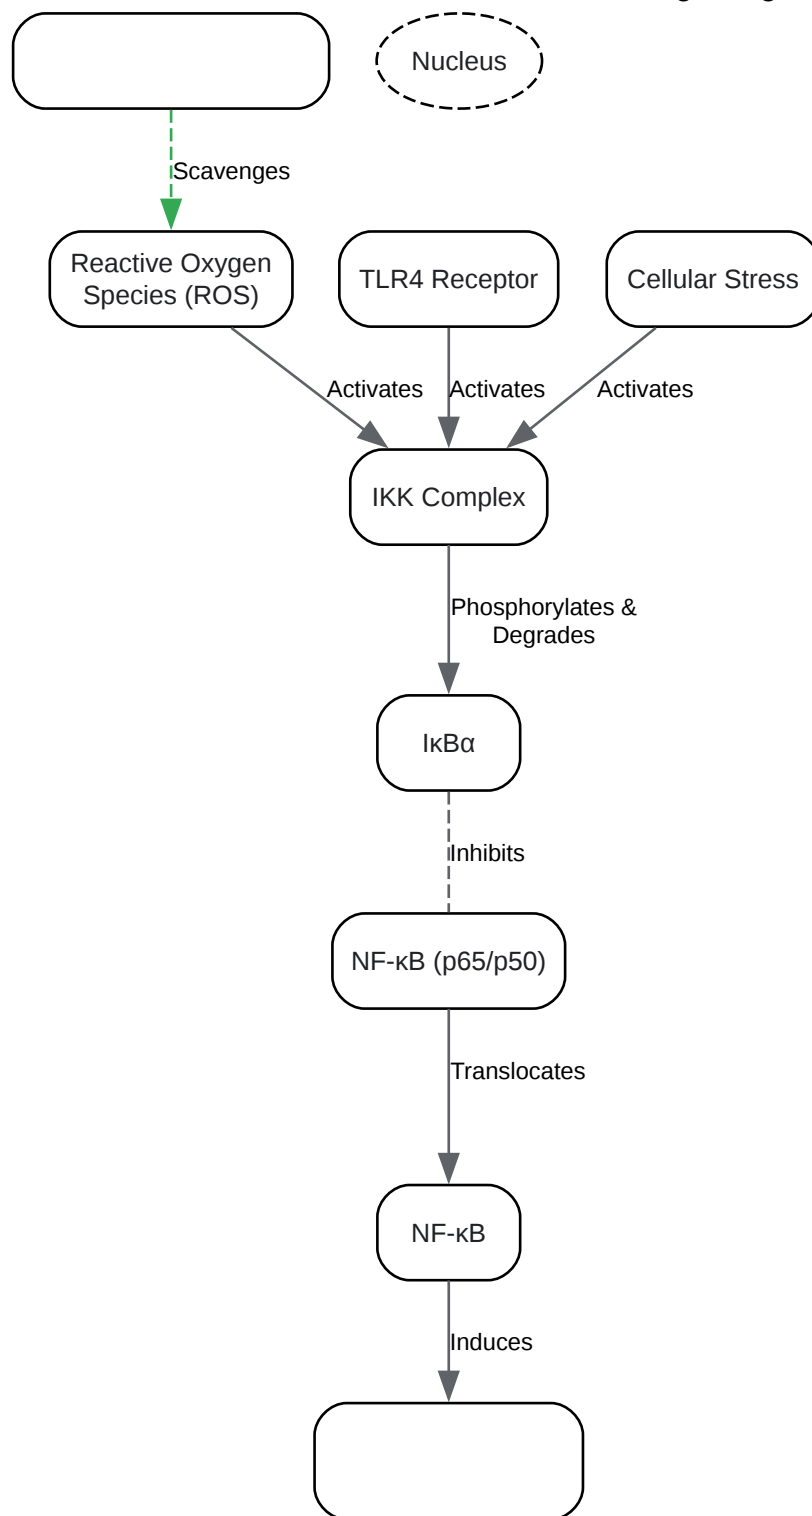 Nucleus
Scavenges
Reactive Oxygen
Species (ROS)
TLR4 Receptor
Cellular Stress
Activates
Activates
Activates
IKK Complex
Phosphorylates &
Degrades
IκBα
Inhibits
NF-κB (p65/p50)
Translocates
NF-κB
Induces